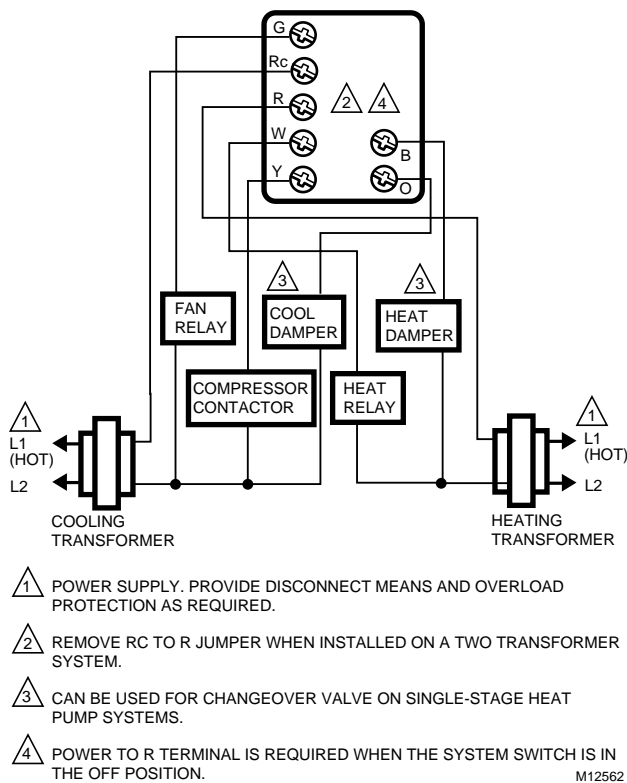 G
Rc
R
W
Y
2
4
B
O
3
3
FAN
RELAY
COOL
DAMPER
HEAT
DAMPER
COMPRESSOR
CONTACTOR
HEAT
RELAY
1
L1
(HOT)
L2
1
L1
(HOT)
L2
COOLING
TRANSFORMER
HEATING
TRANSFORMER
1 POWER SUPPLY. PROVIDE DISCONNECT MEANS AND OVERLOAD
PROTECTION AS REQUIRED.
2 REMOVE RC TO R JUMPER WHEN INSTALLED ON A TWO TRANSFORMER
SYSTEM.
3 CAN BE USED FOR CHANGEOVER VALVE ON SINGLE-STAGE HEAT
PUMP SYSTEMS.
4 POWER TO R TERMINAL IS REQUIRED WHEN THE SYSTEM SWITCH IS IN
THE OFF POSITION.
M12562